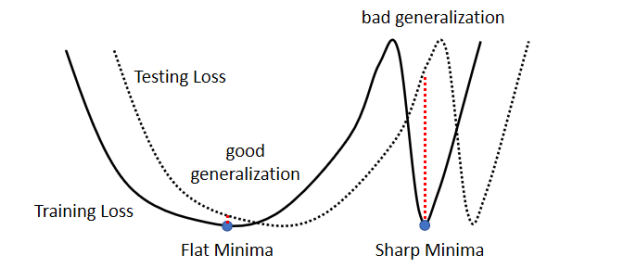 bad generalization
Testing Loss
good
generalization
Training Loss
Flat Minima
Sharp Minima